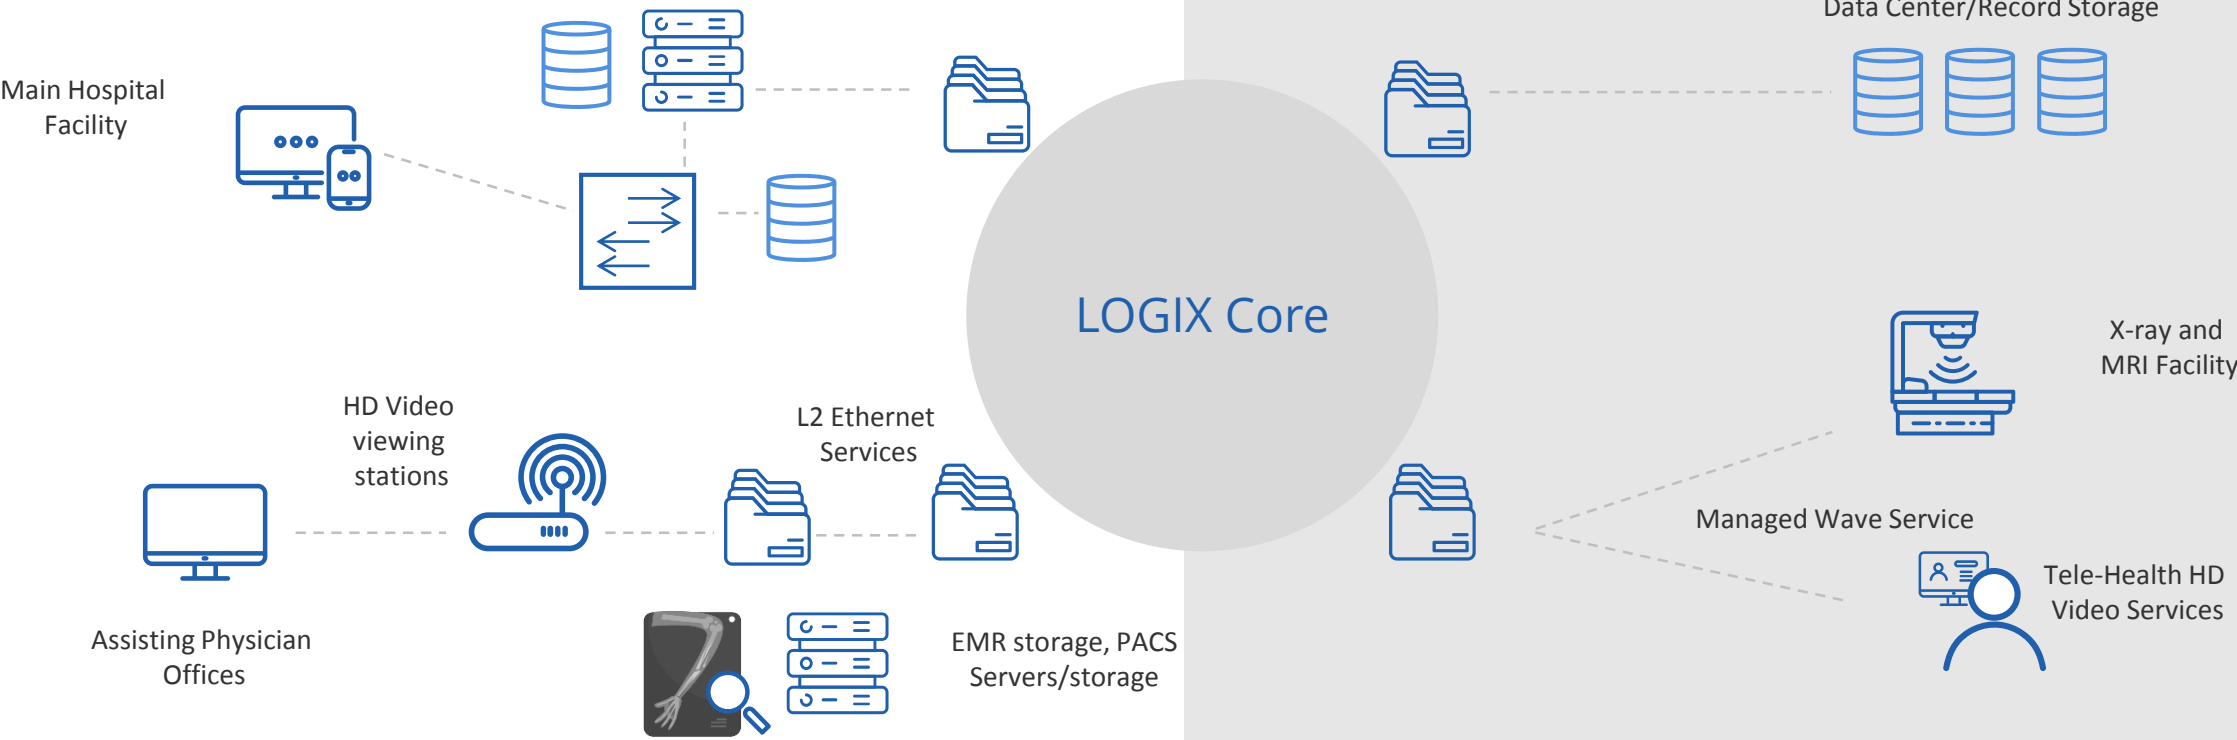 Data Center/Record Storage
Main Hospital
Facility
LOGIX Core
X-ray and
MRI Facility
HD Video
viewing
stations
L2 Ethernet
Services
Managed Wave Service
Tele-Health HD
Video Services
Assisting Physician
Offices
EMR storage, PACS
Servers/storage